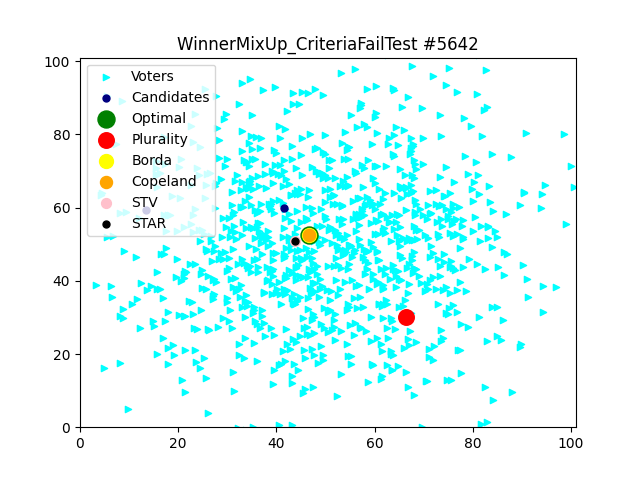 WinnerMixUp_CriteriaFailTest #5642
100
80
60
40
20
0
0 20 40 60 80 100
Voters
Candidates
Optimal
Plurality
Borda
Copeland
STV
STAR